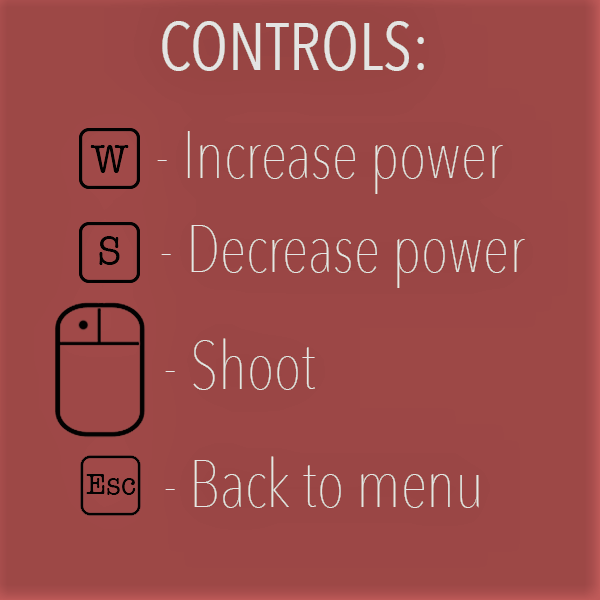 CONTROLS:
W - Increase power
S - Decrease power
- Shoot
Esc - Back to menu